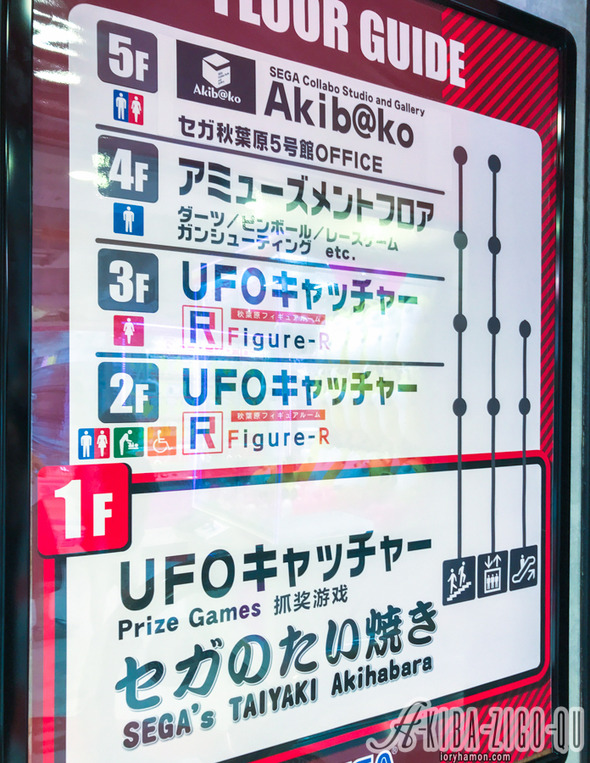 FLOOR GUIDE
5F
Akib@ko
SEGA Collabo Studio and Gallery
Akib@ko
セガ秋葉原5号館OFFICE
4F
アミューズメントフロア
ダーツ/ピンボール/レースゲーム
ガンシューティング etc.
3F
UFOキャッチャー
R
秋葉原フィギュアルーム
Figure-R
2F
UFOキャッチャー
R
秋葉原フィギュアルーム
Figure-R
1F
UFOキャッチャー
Prize Games 抓奖游戏
セガのたい焼き
SEGA's TAIYAKI Akihabara
A-KIBA-ZIGO-QU
loryhamon.com